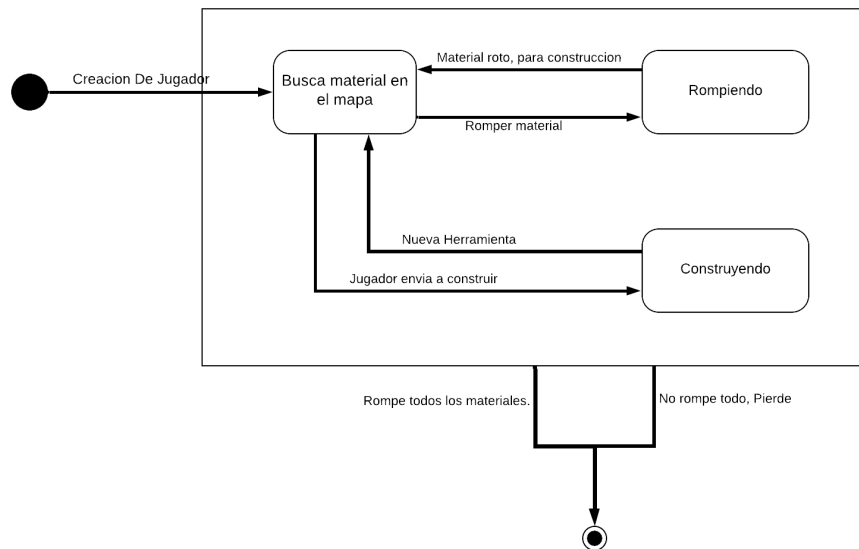 Creacion De Jugador
Busca material en
el mapa
Material roto, para construccion
Romper material
Rompiendo
Nueva Herramienta
Jugador envia a construir
Construyendo
Rompe todos los materiales.
No rompe todo, Pierde